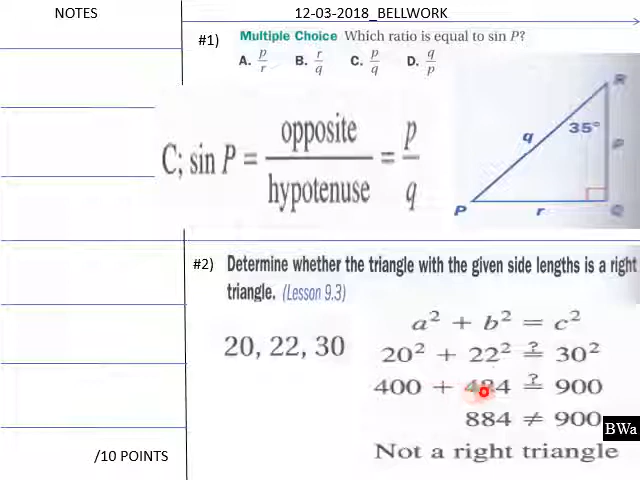 NOTES
12-03-2018_BELLWORK
#1)
Multiple Choice Which ratio is equal to sin P?
A. p/r B. r/q C. p/q D. q/p
C; sin P = opposite/hypotenuse = p/q
R
35°
q
p
P
r
Q
#2) Determine whether the triangle with the given side lengths is a right
triangle. (Lesson 9.3)
20, 22, 30
a² + b² = c²
20² + 22² ≟ 30²
400 + 484 ≟ 900
884 ≠ 900
BWa
Not a right triangle
/10 POINTS